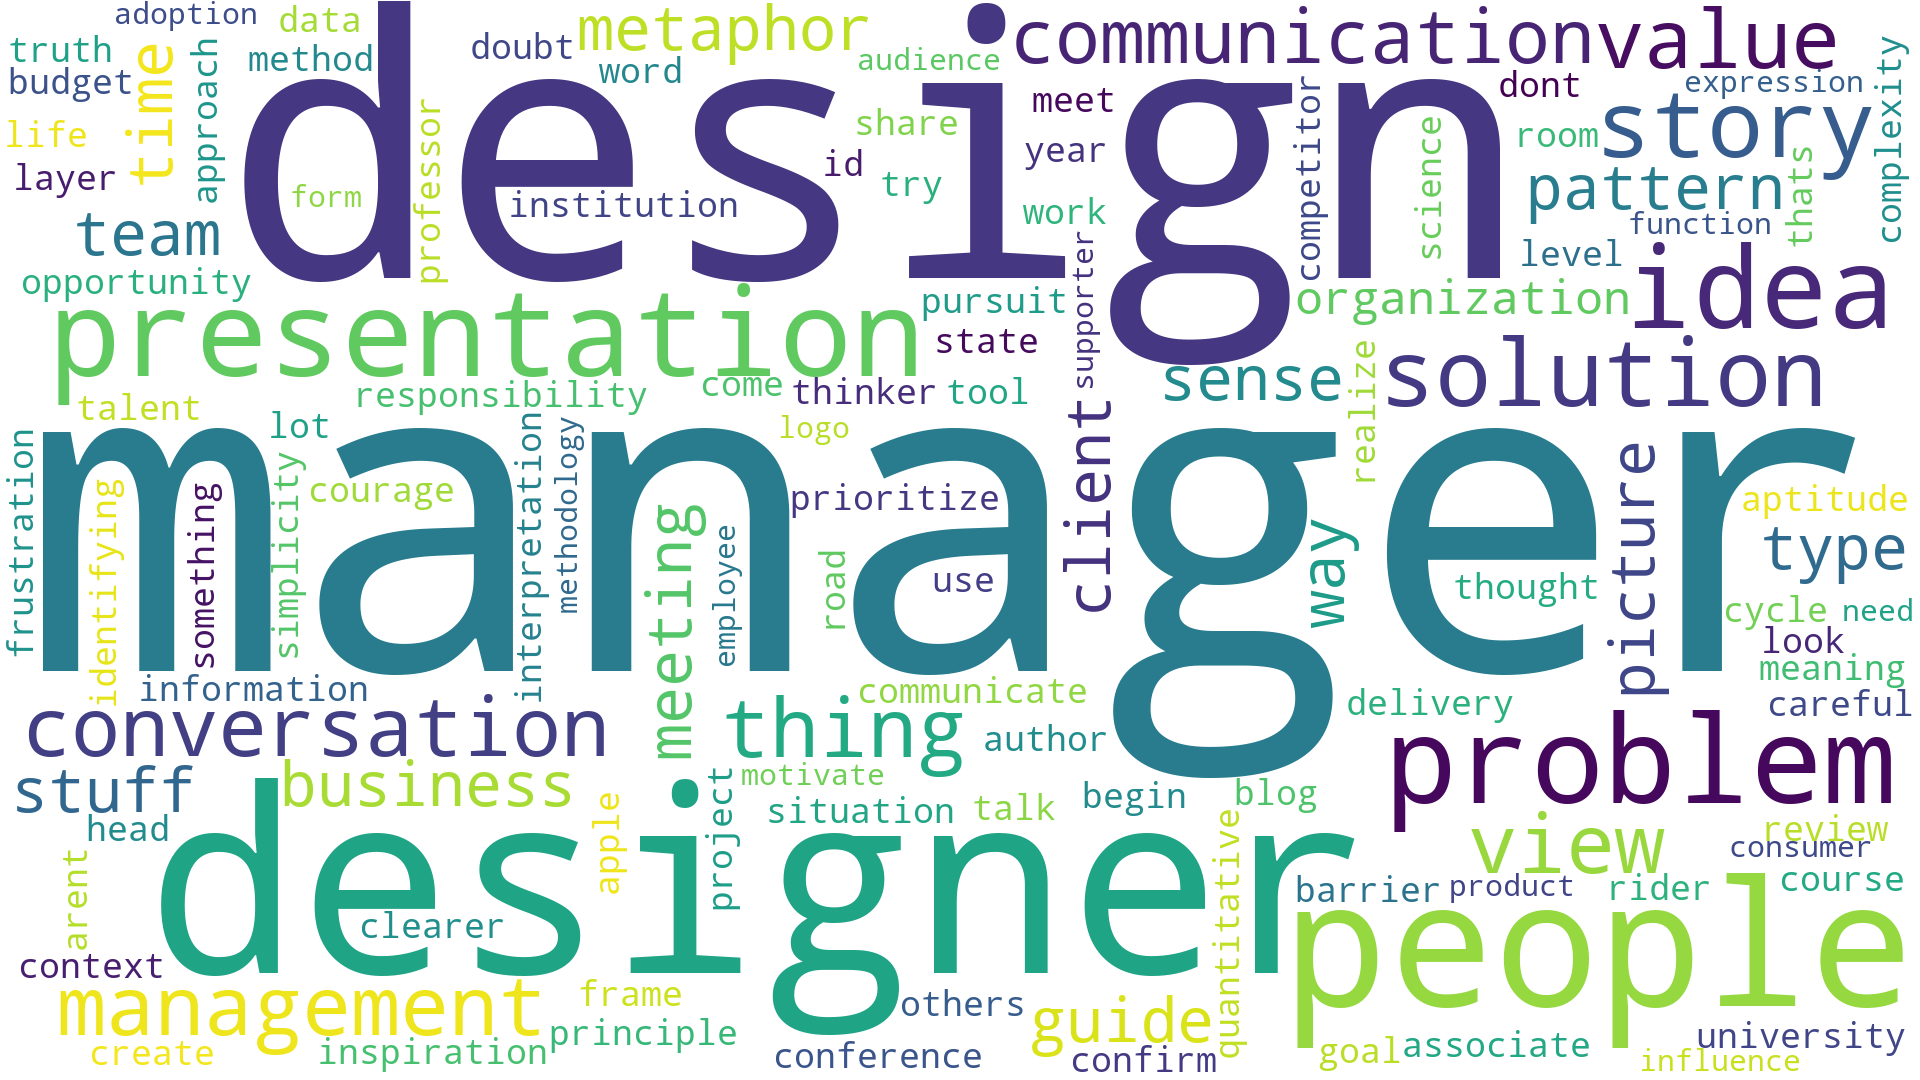 adoption
data
doubt
metaphor
communication
value
truth
method
word
audience
budget
time
approach
design
meet
dont
expression
complexity
life
share
year
competitor
science
room
story
layer
professor
id
try
pattern
thats
form
institution
work
function
team
opportunity
pursuit
supporter
level
organization
idea
presentation
state
sense
realize
solution
talent
responsibility
come
thinker
tool
lot
logo
client
frustration
manager
identifying
something
simplicity
courage
interpretation
methodology
meeting
employee
prioritize
road
use
way
thought
picture
aptitude
type
cycle
need
look
meaning
information
communicate
delivery
careful
conversation
thing
author
problem
stuff
business
motivate
project
situation
talk
begin
blog
head
apple
designer
quantitative
view
review
consumer
arent
clearer
barrier
product
rider
course
context
people
management
frame
others
guide
principle
university
create
inspiration
conference
confirm
goal
associate
influence